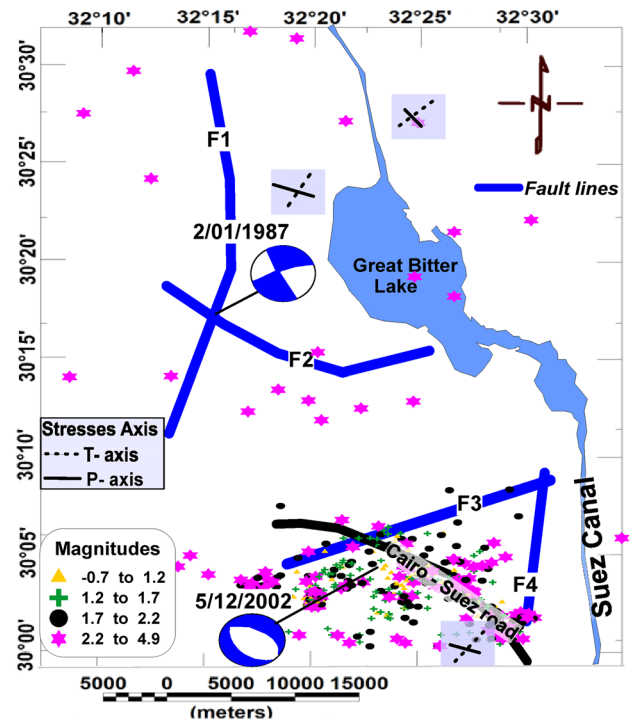 32°10' 32°15' 32°20' 32°25' 32°30'
30°30'
30°25'
30°20'
30°15'
30°10'
30°05'
30°00'
F1
N
Fault lines
2/01/1987
Great Bitter
Lake
F2
Stresses Axis
T- axis
P- axis
F3
Suez Canal
Magnitudes
-0.7 to 1.2
1.2 to 1.7
1.7 to 2.2
2.2 to 4.9
Cairo - Suez road
F4
5/12/2002
5000 0 5000 10000 15000
(meters)